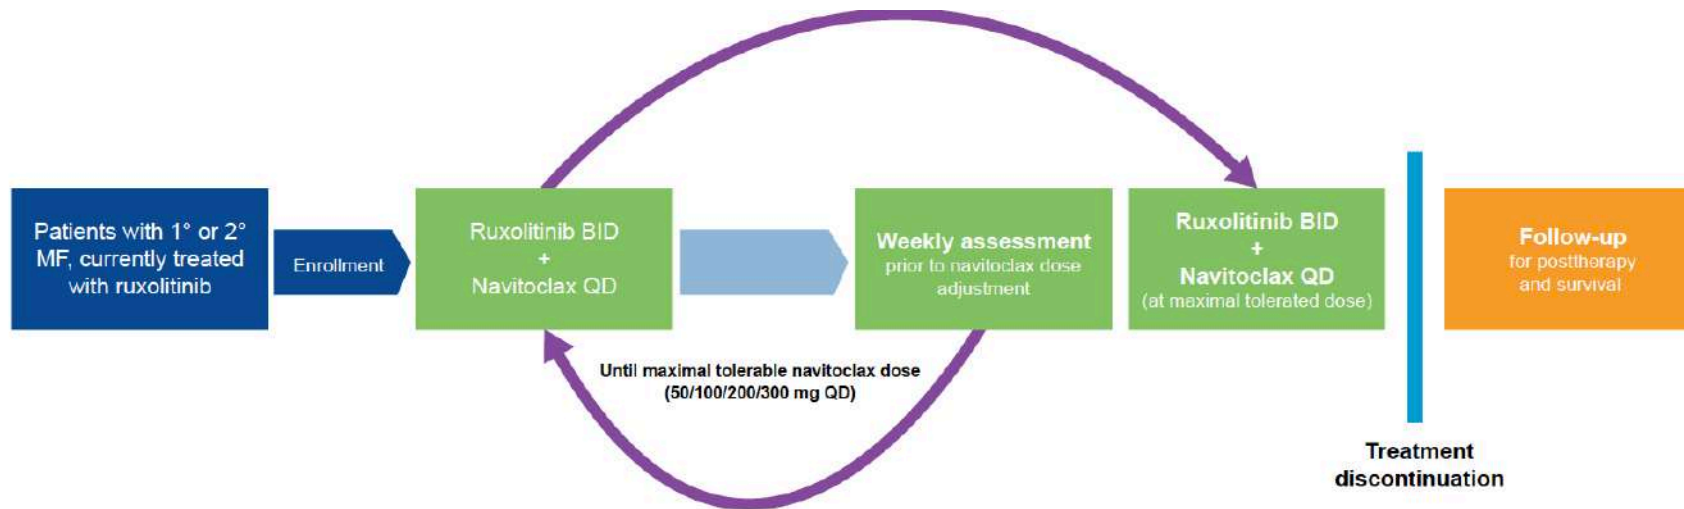 Patients with 1° or 2°
MF, currently treated
with ruxolitinib
Enrollment
Ruxolitinib BID
+
Navitoclax QD
Weekly assessment
prior to navitoclax dose
adjustment
Ruxolitinib BID
+
Navitoclax QD
(at maximal tolerated dose)
Follow-up
for posttherapy
and survival
Until maximal tolerable navitoclax dose
(50/100/200/300 mg QD)
Treatment
discontinuation